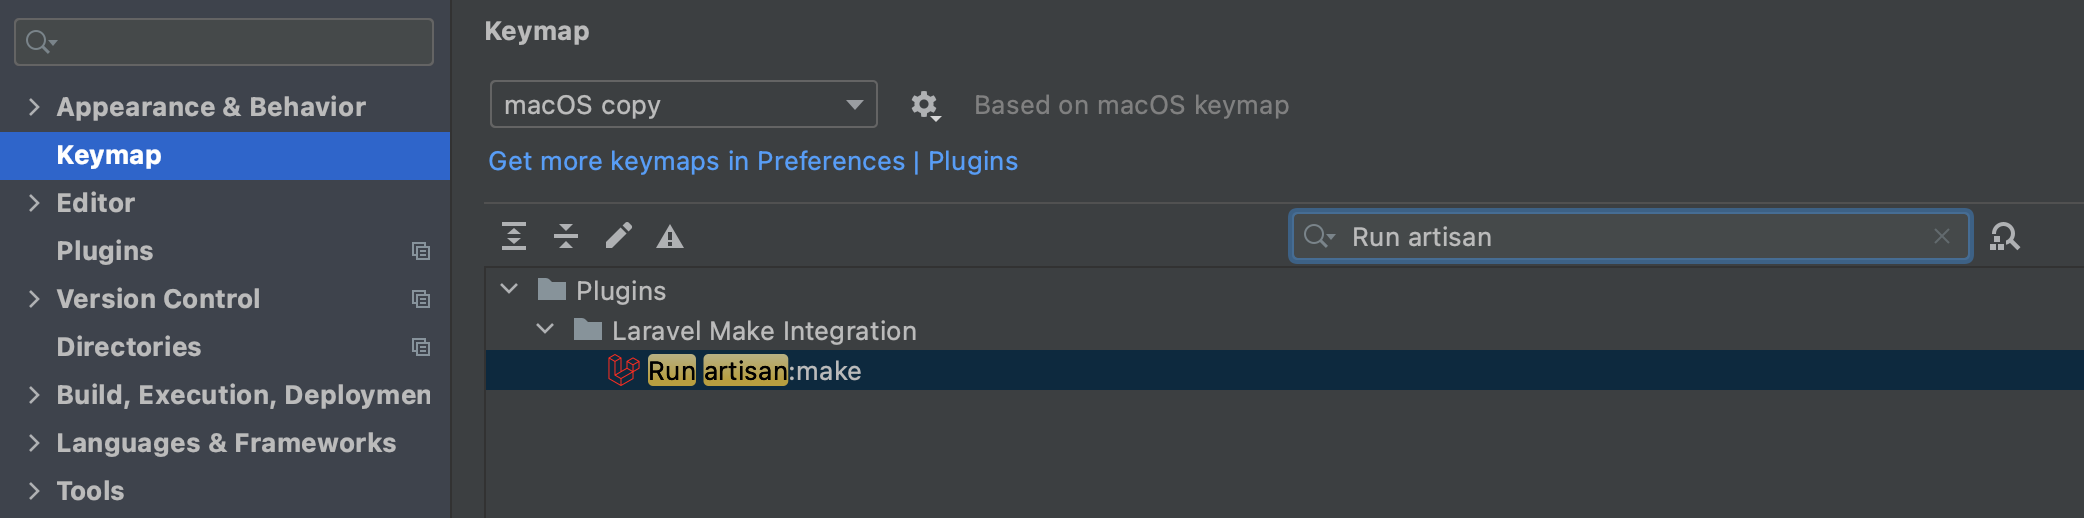 Appearance & Behavior
Keymap
Editor
Plugins
Version Control
Directories
Build, Execution, Deploymen
Languages & Frameworks
Tools
Keymap
macOS copy
Based on macOS keymap
Get more keymaps in Preferences | Plugins
Run artisan
Plugins
Laravel Make Integration
Run artisan:make